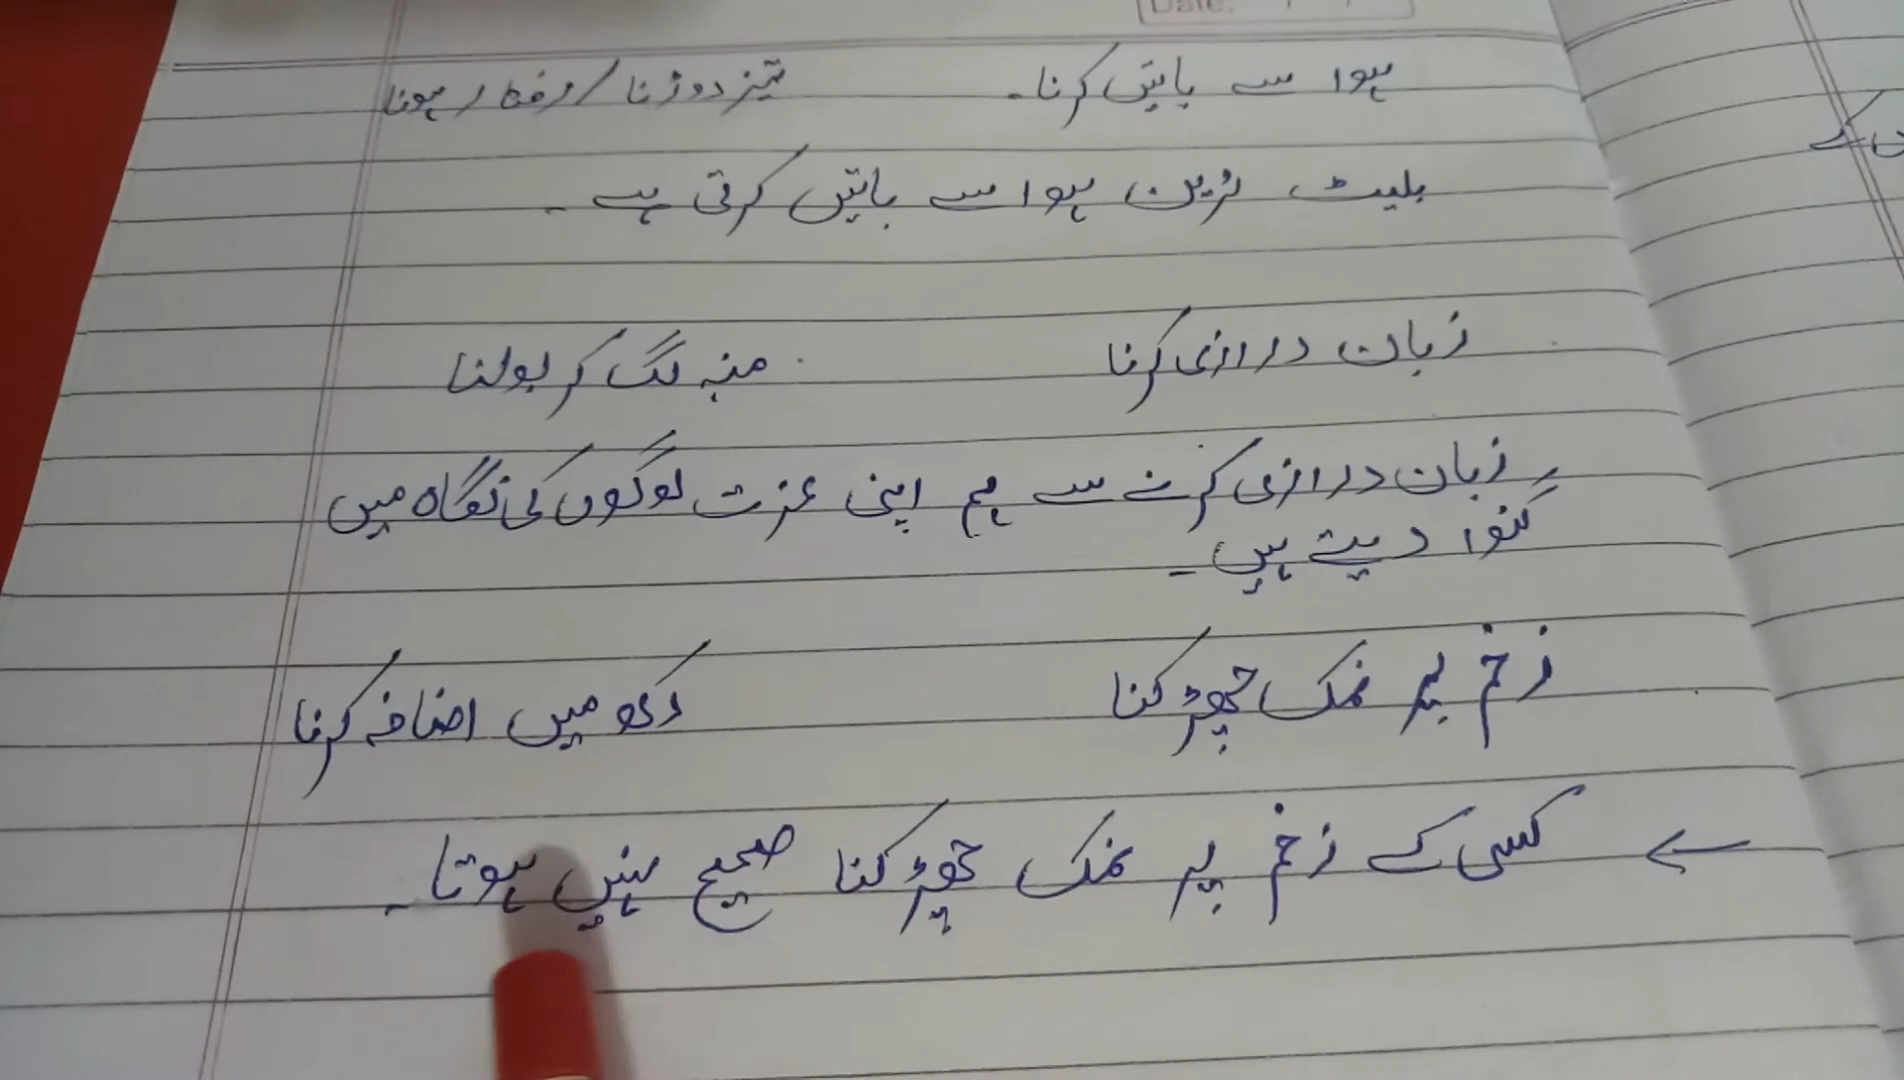 Date:
ہوا سے باتیں کرنا۔ تیز دوڑنا / رفتار ہونا
بلیٹ ٹرین ہوا سے باتیں کرتی ہے۔
زبان درازی کرنا منہ لگ کر بولنا
زبان درازی کرنے سے ہم اپنی عزت لوگوں کی نگاہ میں
گنوا دیتے ہیں۔
زخم پر نمک چھڑکنا دکھ میں اضافہ کرنا
← کسی کے زخم پر نمک چھڑکنا صحیح نہیں ہوتا۔